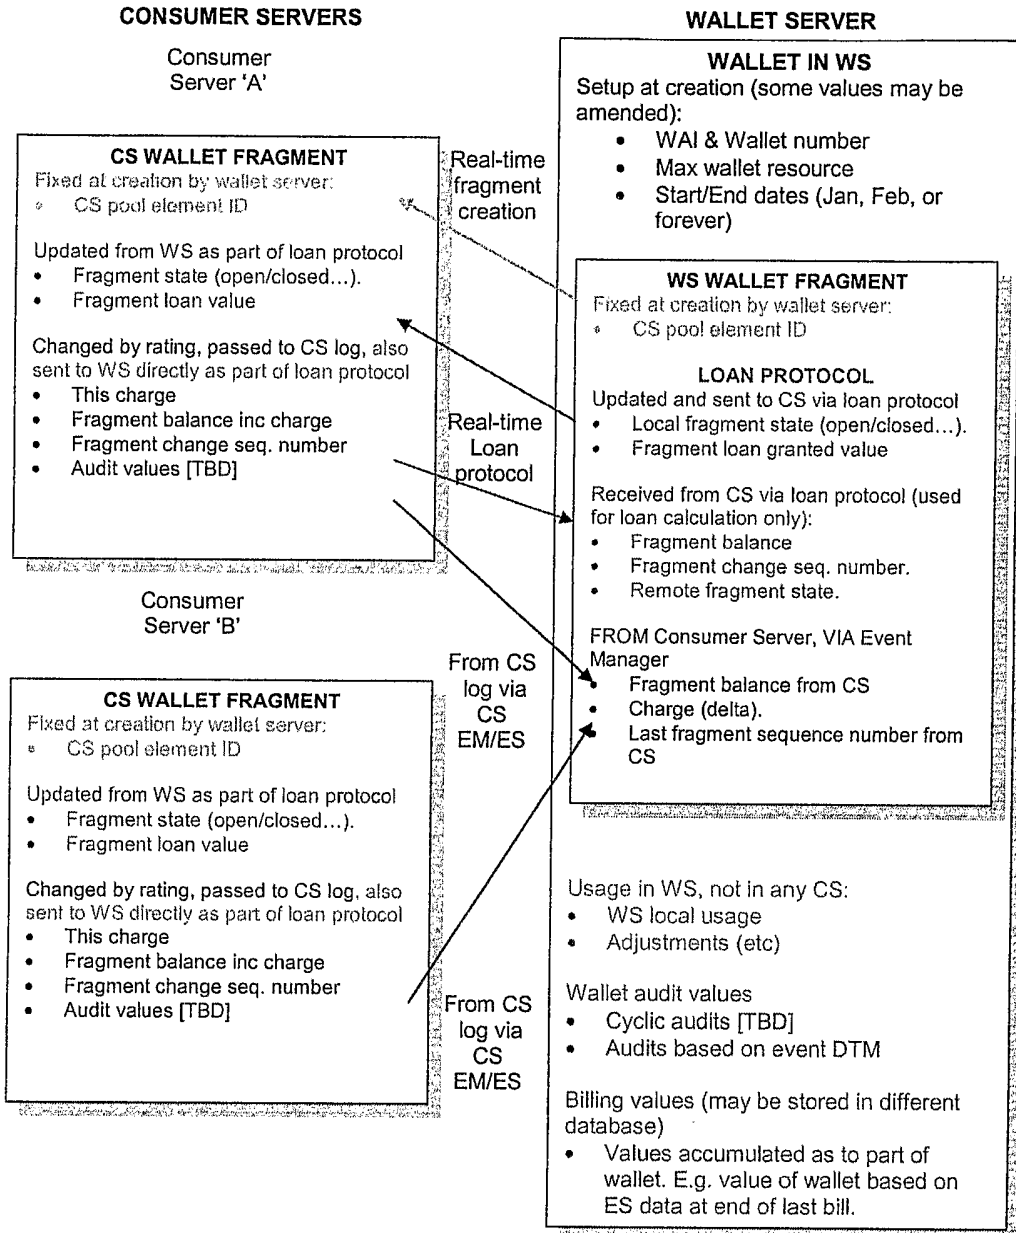 CONSUMER SERVERS
Consumer
Server 'A'
CS WALLET FRAGMENT
Fixed at creation by wallet server:
• CS pool element ID
Updated from WS as part of loan protocol
• Fragment state (open/closed...).
• Fragment loan value
Changed by rating, passed to CS log, also
sent to WS directly as part of loan protocol
• This charge
• Fragment balance inc charge
• Fragment change seq. number
• Audit values [TBD]
Real-time
fragment
creation
Real-time
Loan
protocol
Consumer
Server 'B'
CS WALLET FRAGMENT
Fixed at creation by wallet server:
• CS pool element ID
Updated from WS as part of loan protocol
• Fragment state (open/closed...).
• Fragment loan value
Changed by rating, passed to CS log, also
sent to WS directly as part of loan protocol
• This charge
• Fragment balance inc charge
• Fragment change seq. number
• Audit values [TBD]
From CS
log via
CS
EM/ES
From CS
log via
CS
EM/ES
WALLET SERVER
WALLET IN WS
Setup at creation (some values may be
amended):
• WAI & Wallet number
• Max wallet resource
• Start/End dates (Jan, Feb, or
forever)
WS WALLET FRAGMENT
Fixed at creation by wallet server:
• CS pool element ID
LOAN PROTOCOL
Updated and sent to CS via loan protocol
• Local fragment state (open/closed...).
• Fragment loan granted value
Received from CS via loan protocol (used
for loan calculation only):
• Fragment balance
• Fragment change seq. number.
• Remote fragment state.
FROM Consumer Server, VIA Event
Manager
• Fragment balance from CS
• Charge (delta).
• Last fragment sequence number from
CS
Usage in WS, not in any CS:
• WS local usage
• Adjustments (etc)
Wallet audit values
• Cyclic audits [TBD]
• Audits based on event DTM
Billing values (may be stored in different
database)
• Values accumulated as to part of
wallet. E.g. value of wallet based on
ES data at end of last bill.